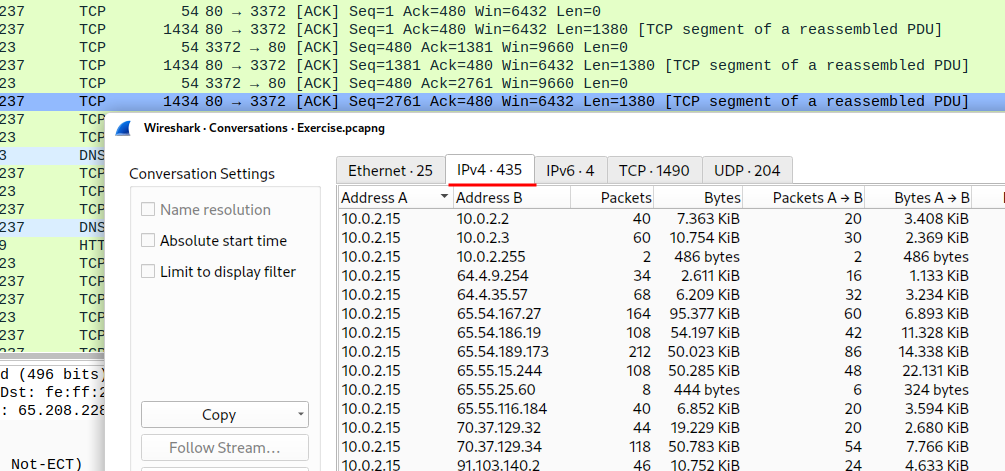 237 TCP 54 80 → 3372 [ACK] Seq=1 Ack=480 Win=6432 Len=0
237 TCP 1434 80 → 3372 [ACK] Seq=1 Ack=480 Win=6432 Len=1380 [TCP segment of a reassembled PDU]
23 TCP 54 3372 → 80 [ACK] Seq=480 Ack=1381 Win=9660 Len=0
237 TCP 1434 80 → 3372 [ACK] Seq=1381 Ack=480 Win=6432 Len=1380 [TCP segment of a reassembled PDU]
23 TCP 54 3372 → 80 [ACK] Seq=480 Ack=2761 Win=9660 Len=0
237 TCP 1434 80 → 3372 [ACK] Seq=2761 Ack=480 Win=6432 Len=1380 [TCP segment of a reassembled PDU]
237 TCP
23 TCP
3 DNS
237 TCP
23 TCP
237 TCP
237 DNS
9 HTT
23 TCP
23 TCP
237 TCP
237 TCP
23 TCP
237 TCP
d (496 bits)
Dst: fe:ff:2
: 65.208.228
Not-ECT)
Wireshark · Conversations · Exercise.pcapng
Conversation Settings
Name resolution
Absolute start time
Limit to display filter
Copy
Follow Stream…
Ethernet · 25 IPv4 · 435 IPv6 · 4 TCP · 1490 UDP · 204
Address A Address B Packets Bytes Packets A → B Bytes A → B
10.0.2.15 10.0.2.2 40 7.363 KiB 20 3.408 KiB
10.0.2.15 10.0.2.3 60 10.754 KiB 30 2.369 KiB
10.0.2.15 10.0.2.255 2 486 bytes 2 486 bytes
10.0.2.15 64.4.9.254 34 2.611 KiB 16 1.133 KiB
10.0.2.15 64.4.35.57 68 6.209 KiB 32 3.234 KiB
10.0.2.15 65.54.167.27 164 95.377 KiB 60 6.893 KiB
10.0.2.15 65.54.186.19 108 54.197 KiB 42 11.328 KiB
10.0.2.15 65.54.189.173 212 50.023 KiB 86 14.338 KiB
10.0.2.15 65.55.15.244 108 50.285 KiB 48 22.131 KiB
10.0.2.15 65.55.25.60 8 444 bytes 6 324 bytes
10.0.2.15 65.55.116.184 40 6.852 KiB 20 3.594 KiB
10.0.2.15 70.37.129.32 44 19.229 KiB 20 2.680 KiB
10.0.2.15 70.37.129.34 118 50.783 KiB 54 7.766 KiB
10.0.2.15 91.103.140.2 46 10.752 KiB 24 4.633 KiB